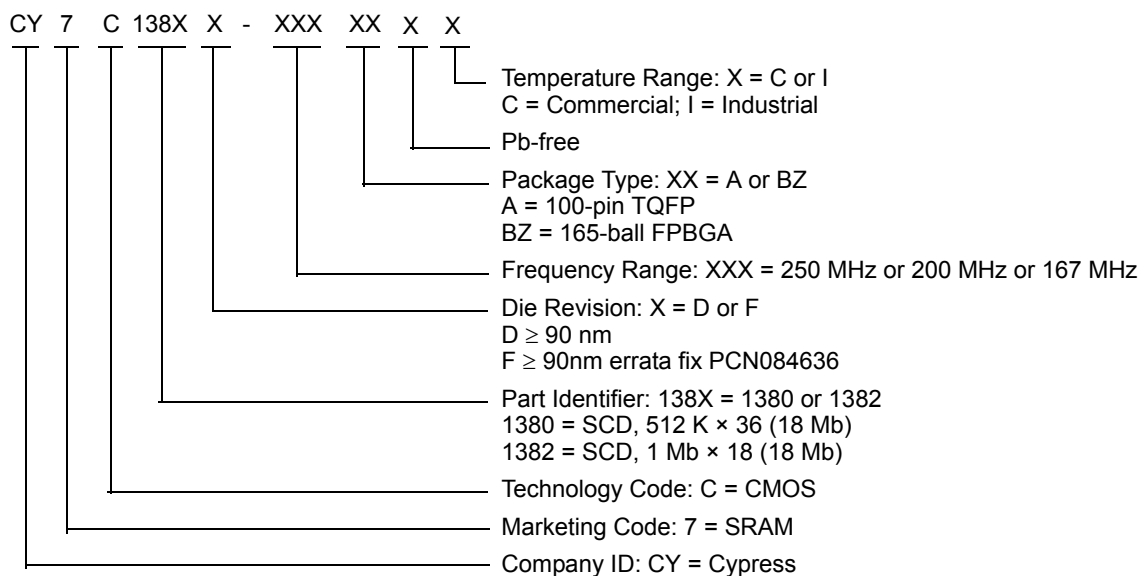 CY 7 C 138X X - XXX XX X X
Temperature Range: X = C or I
C = Commercial; I = Industrial
Pb-free
Package Type: XX = A or BZ
A = 100-pin TQFP
BZ = 165-ball FPBGA
Frequency Range: XXX = 250 MHz or 200 MHz or 167 MHz
Die Revision: X = D or F
D ≥ 90 nm
F ≥ 90nm errata fix PCN084636
Part Identifier: 138X = 1380 or 1382
1380 = SCD, 512 K × 36 (18 Mb)
1382 = SCD, 1 Mb × 18 (18 Mb)
Technology Code: C = CMOS
Marketing Code: 7 = SRAM
Company ID: CY = Cypress